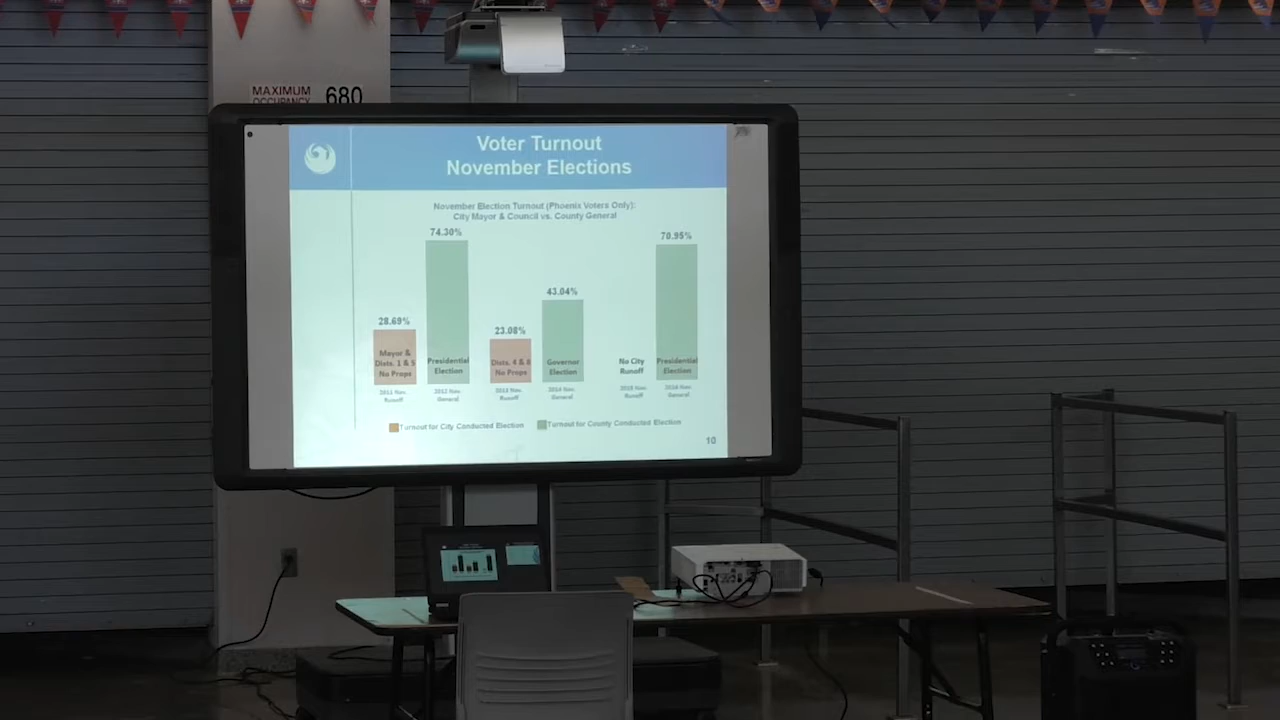 MAXIMUM
OCCUPANCY 680
Voter Turnout
November Elections
November Election Turnout (Phoenix Voters Only):
City Mayor & Council vs. County General
74.30%
70.95%
43.04%
28.69%
23.08%
Mayor &
Dists. 1 & 5
No Props
Presidential
Election
Dists. 4 & 8
No Props
Governor
Election
No City
Runoff
Presidential
Election
2011 Nov.
Runoff
2012 Nov.
General
2013 Nov.
Runoff
2014 Nov.
General
2015 Nov.
Runoff
2016 Nov.
General
Turnout for City Conducted Election
Turnout for County Conducted Election
10